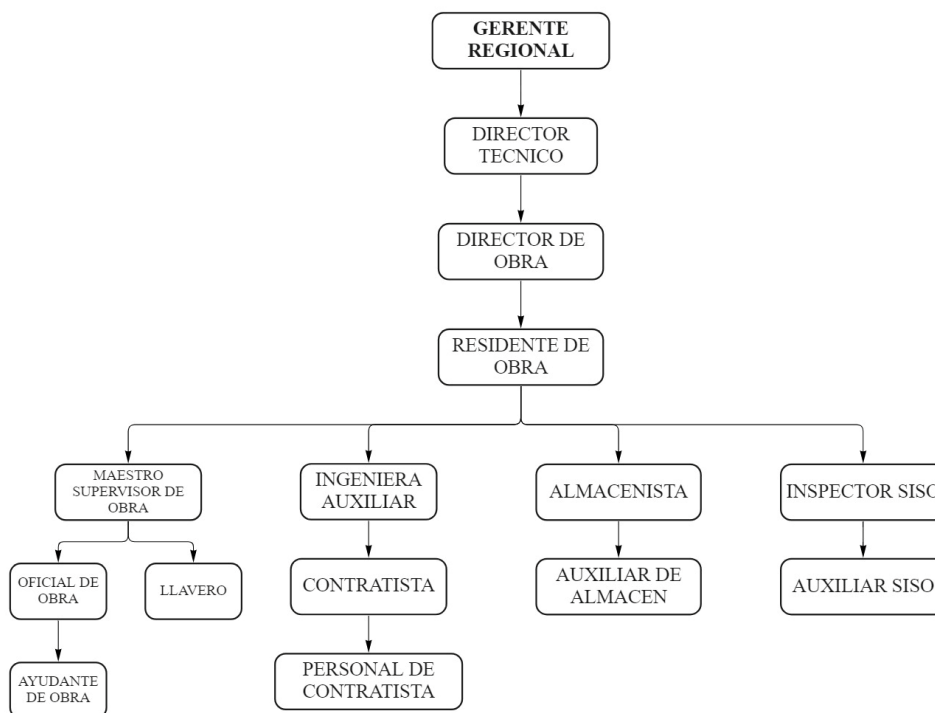 GERENTE
REGIONAL
DIRECTOR
TECNICO
DIRECTOR DE
OBRA
RESIDENTE DE
OBRA
MAESTRO
SUPERVISOR DE
OBRA
INGENIERA
AUXILIAR
ALMACENISTA
INSPECTOR SISO
OFICIAL DE
OBRA
LLAVERO
CONTRATISTA
AUXILIAR DE
ALMACEN
AUXILIAR SISO
AYUDANTE
DE OBRA
PERSONAL DE
CONTRATISTA